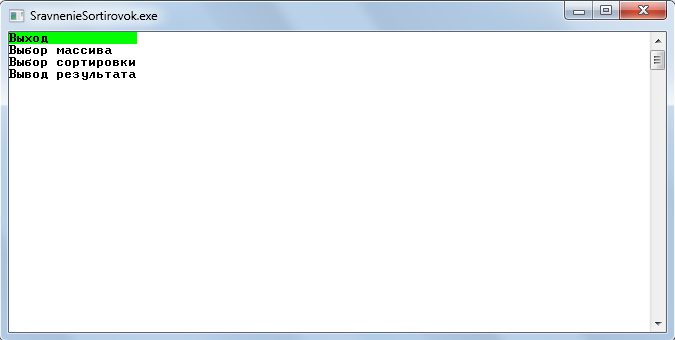 SravnenieSortirovok.exe
Выход
Выбор массива
Выбор сортировки
Вывод результата